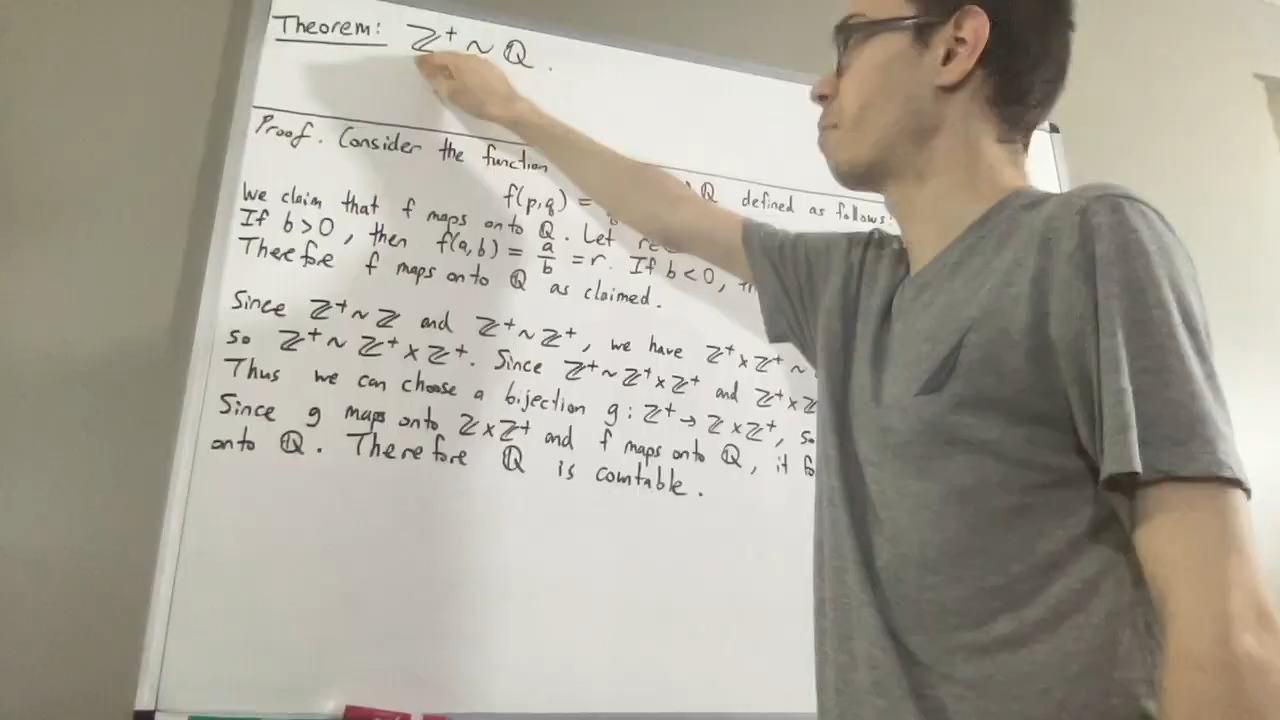 Theorem: ℤ⁺ ~ ℚ.
Proof. Consider the function ℚ defined as follows:
f(p,q) =
We claim that f maps onto ℚ. Let
If b>0, then f(a,b) = a/b = r. If b<0,
Therefore f maps onto ℚ as claimed.
Since ℤ⁺~ℤ and ℤ⁺~ℤ⁺, we have ℤ⁺×ℤ⁺ ~
so ℤ⁺ ~ ℤ⁺×ℤ⁺. Since ℤ⁺~ℤ⁺×ℤ⁺ and ℤ⁺×ℤ
Thus we can choose a bijection g: ℤ⁺→ℤ×ℤ⁺, so
Since g maps onto ℤ×ℤ⁺ and f maps onto ℚ, it
onto ℚ. Therefore ℚ is countable.